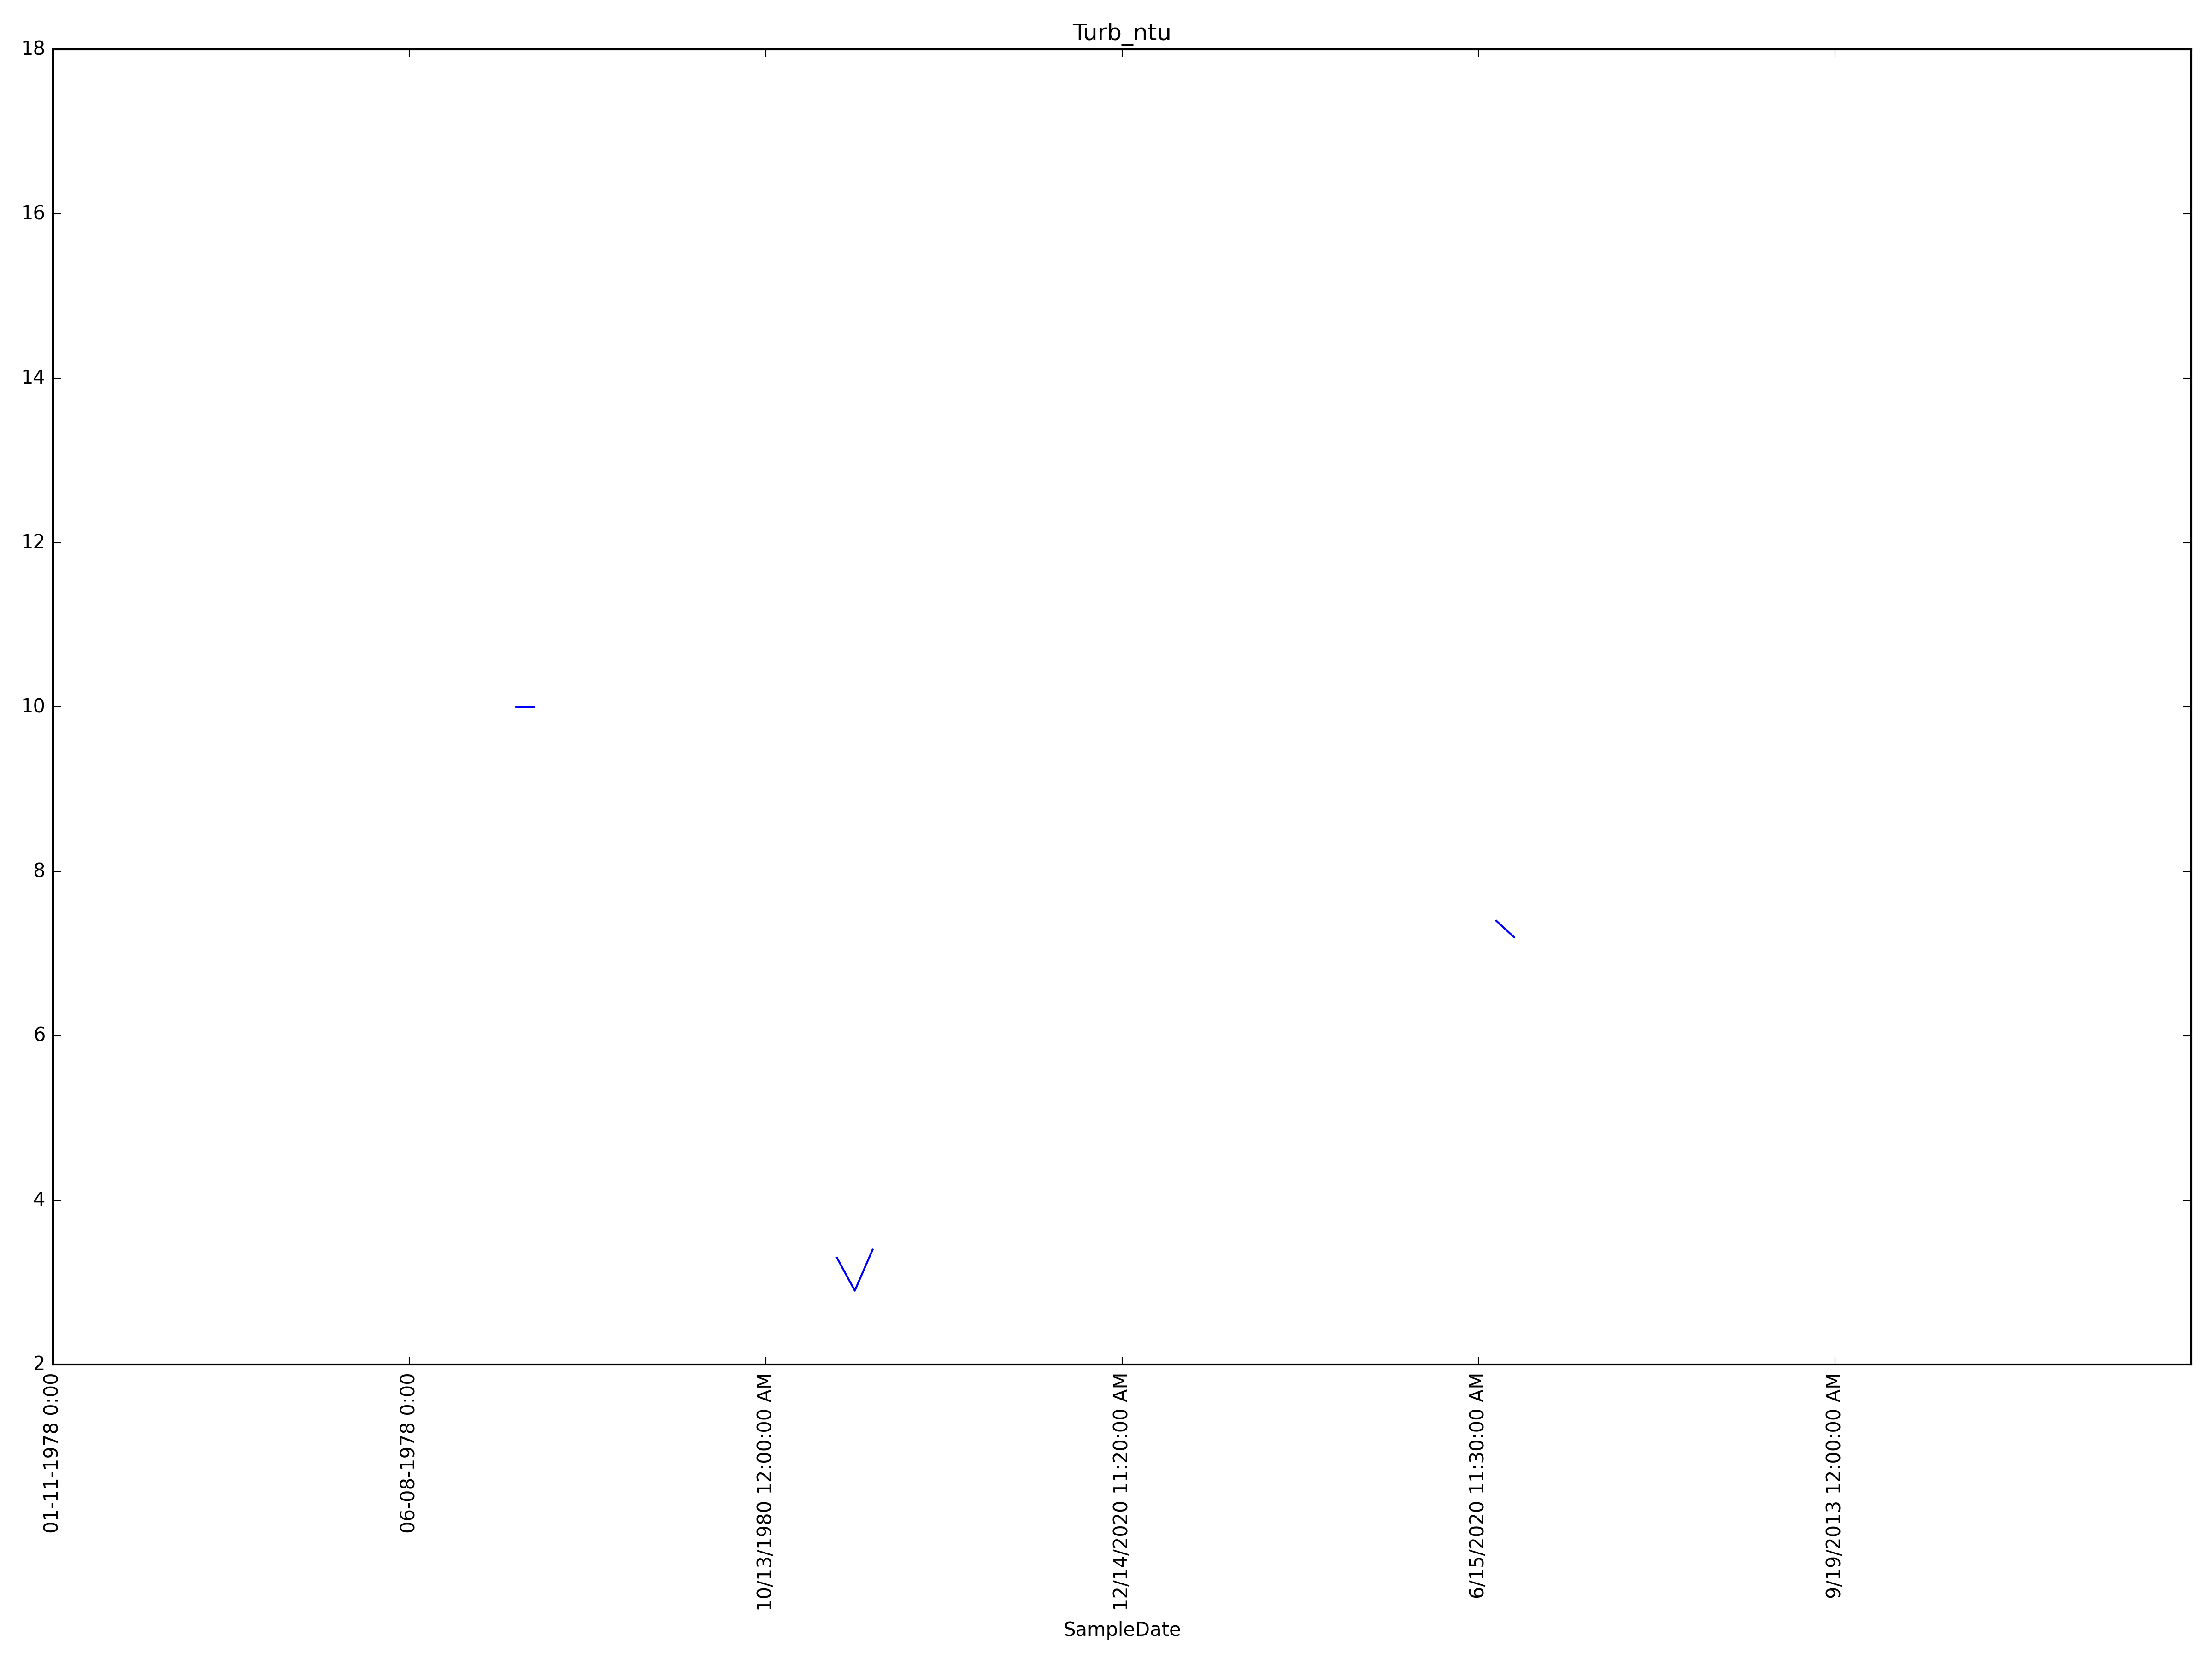 Turb_ntu
18
16
14
12
10
8
6
4
2
01-11-1978 0:00
06-08-1978 0:00
10/13/1980 12:00:00 AM
12/14/2020 11:20:00 AM
6/15/2020 11:30:00 AM
9/19/2013 12:00:00 AM
SampleDate